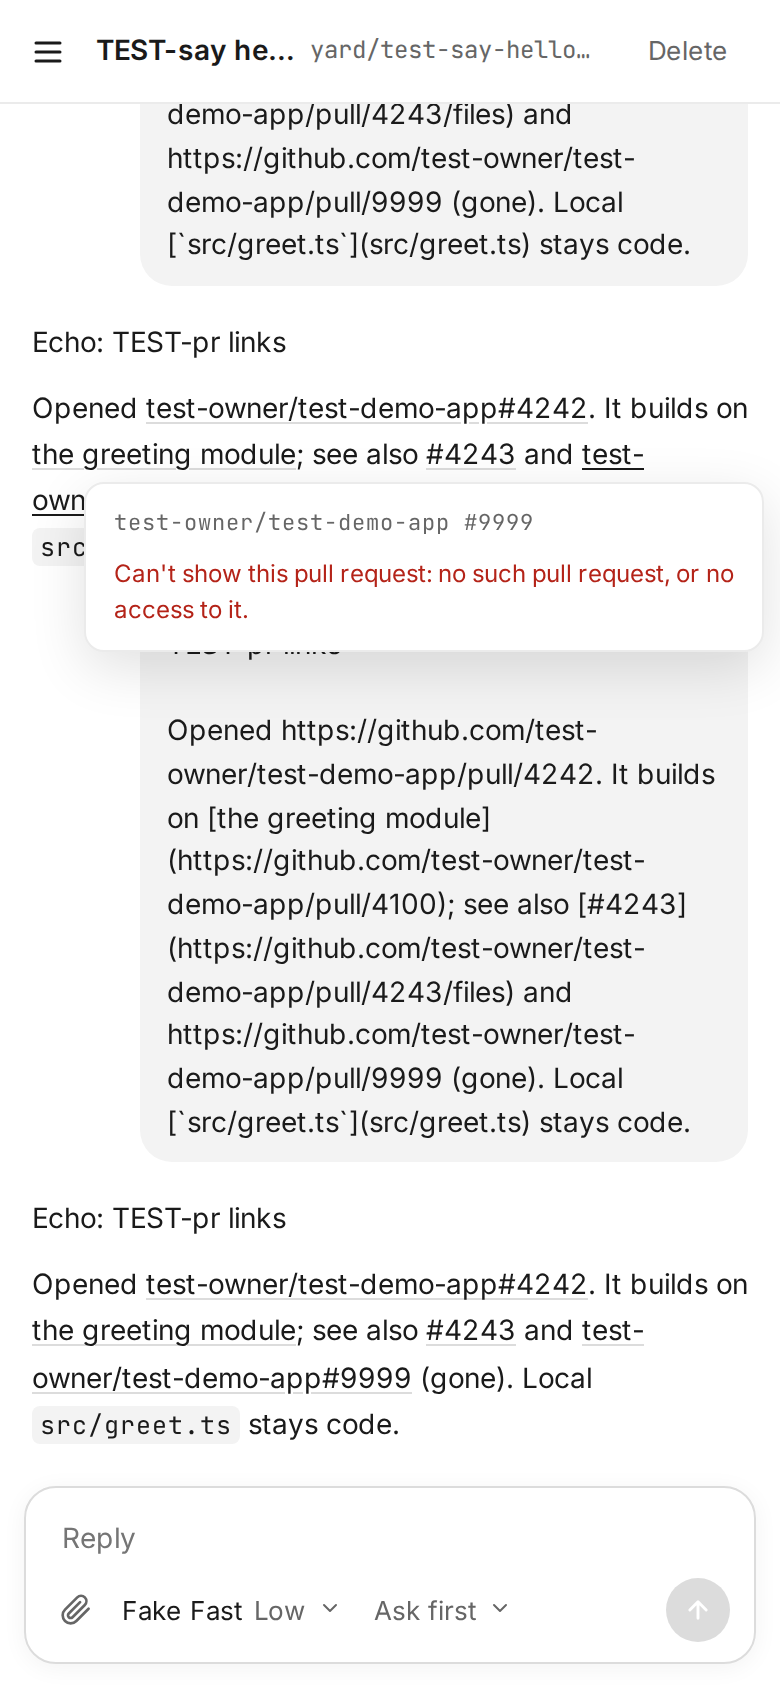 TEST-say he... yard/test-say-hello… Delete
demo-app/pull/4243/files) and
https://github.com/test-owner/test-
demo-app/pull/9999 (gone). Local
[`src/greet.ts`](src/greet.ts) stays code.
Echo: TEST-pr links
Opened test-owner/test-demo-app#4242. It builds on
the greeting module; see also #4243 and test-
own
src
test-owner/test-demo-app #9999
Can't show this pull request: no such pull request, or no
access to it.
TEST-pr links
Opened https://github.com/test-
owner/test-demo-app/pull/4242. It builds
on [the greeting module]
(https://github.com/test-owner/test-
demo-app/pull/4100); see also [#4243]
(https://github.com/test-owner/test-
demo-app/pull/4243/files) and
https://github.com/test-owner/test-
demo-app/pull/9999 (gone). Local
[`src/greet.ts`](src/greet.ts) stays code.
Echo: TEST-pr links
Opened test-owner/test-demo-app#4242. It builds on
the greeting module; see also #4243 and test-
owner/test-demo-app#9999 (gone). Local
src/greet.ts stays code.
Reply
Fake Fast Low Ask first